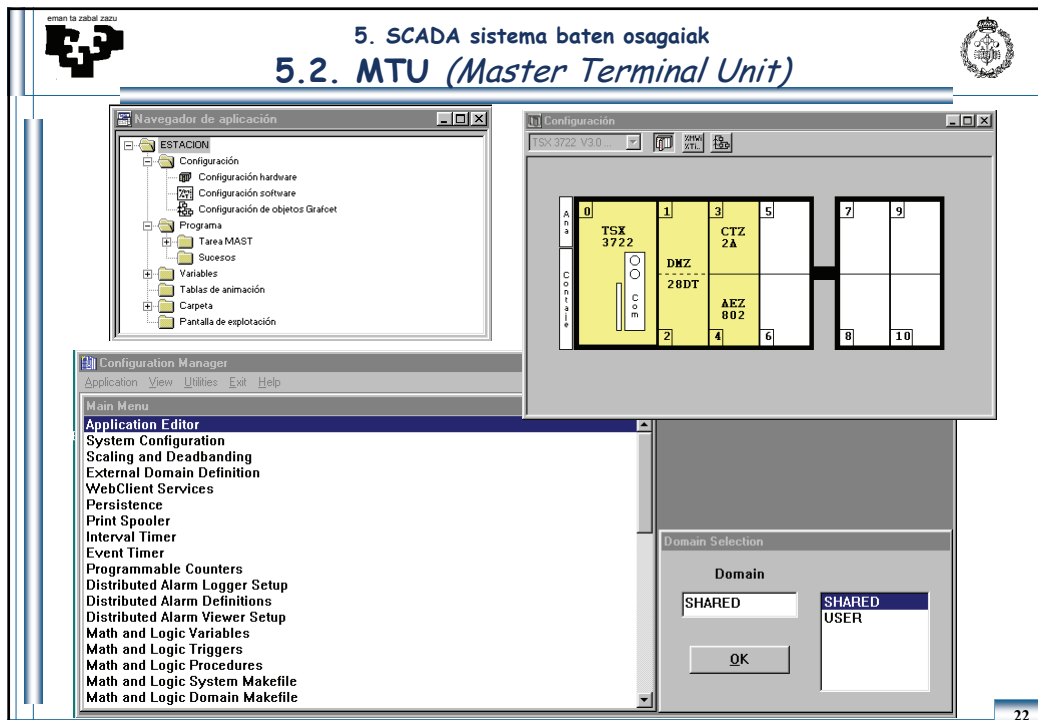 eman ta zabal zazu
5. SCADA sistema baten osagaiak
5.2. MTU (Master Terminal Unit)
Navegador de aplicación
ESTACION
Configuración
Configuración hardware
Configuración software
Configuración de objetos Grafcet
Programa
Tarea MAST
Sucesos
Variables
Tablas de animación
Carpeta
Pantalla de explotación
Configuración
TSX 3722 V3.0 ...
%MWi
%Ti..
Ana
Contaje
0
TSX
3722
Com
1
DMZ
28DT
2
3
CTZ
2A
AEZ
802
4
5
6
7
8
9
10
Configuration Manager
Application View Utilities Exit Help
Main Menu
Application Editor
System Configuration
Scaling and Deadbanding
External Domain Definition
WebClient Services
Persistence
Print Spooler
Interval Timer
Event Timer
Programmable Counters
Distributed Alarm Logger Setup
Distributed Alarm Definitions
Distributed Alarm Viewer Setup
Math and Logic Variables
Math and Logic Triggers
Math and Logic Procedures
Math and Logic System Makefile
Math and Logic Domain Makefile
Domain Selection
Domain
SHARED
OK
SHARED
USER
22